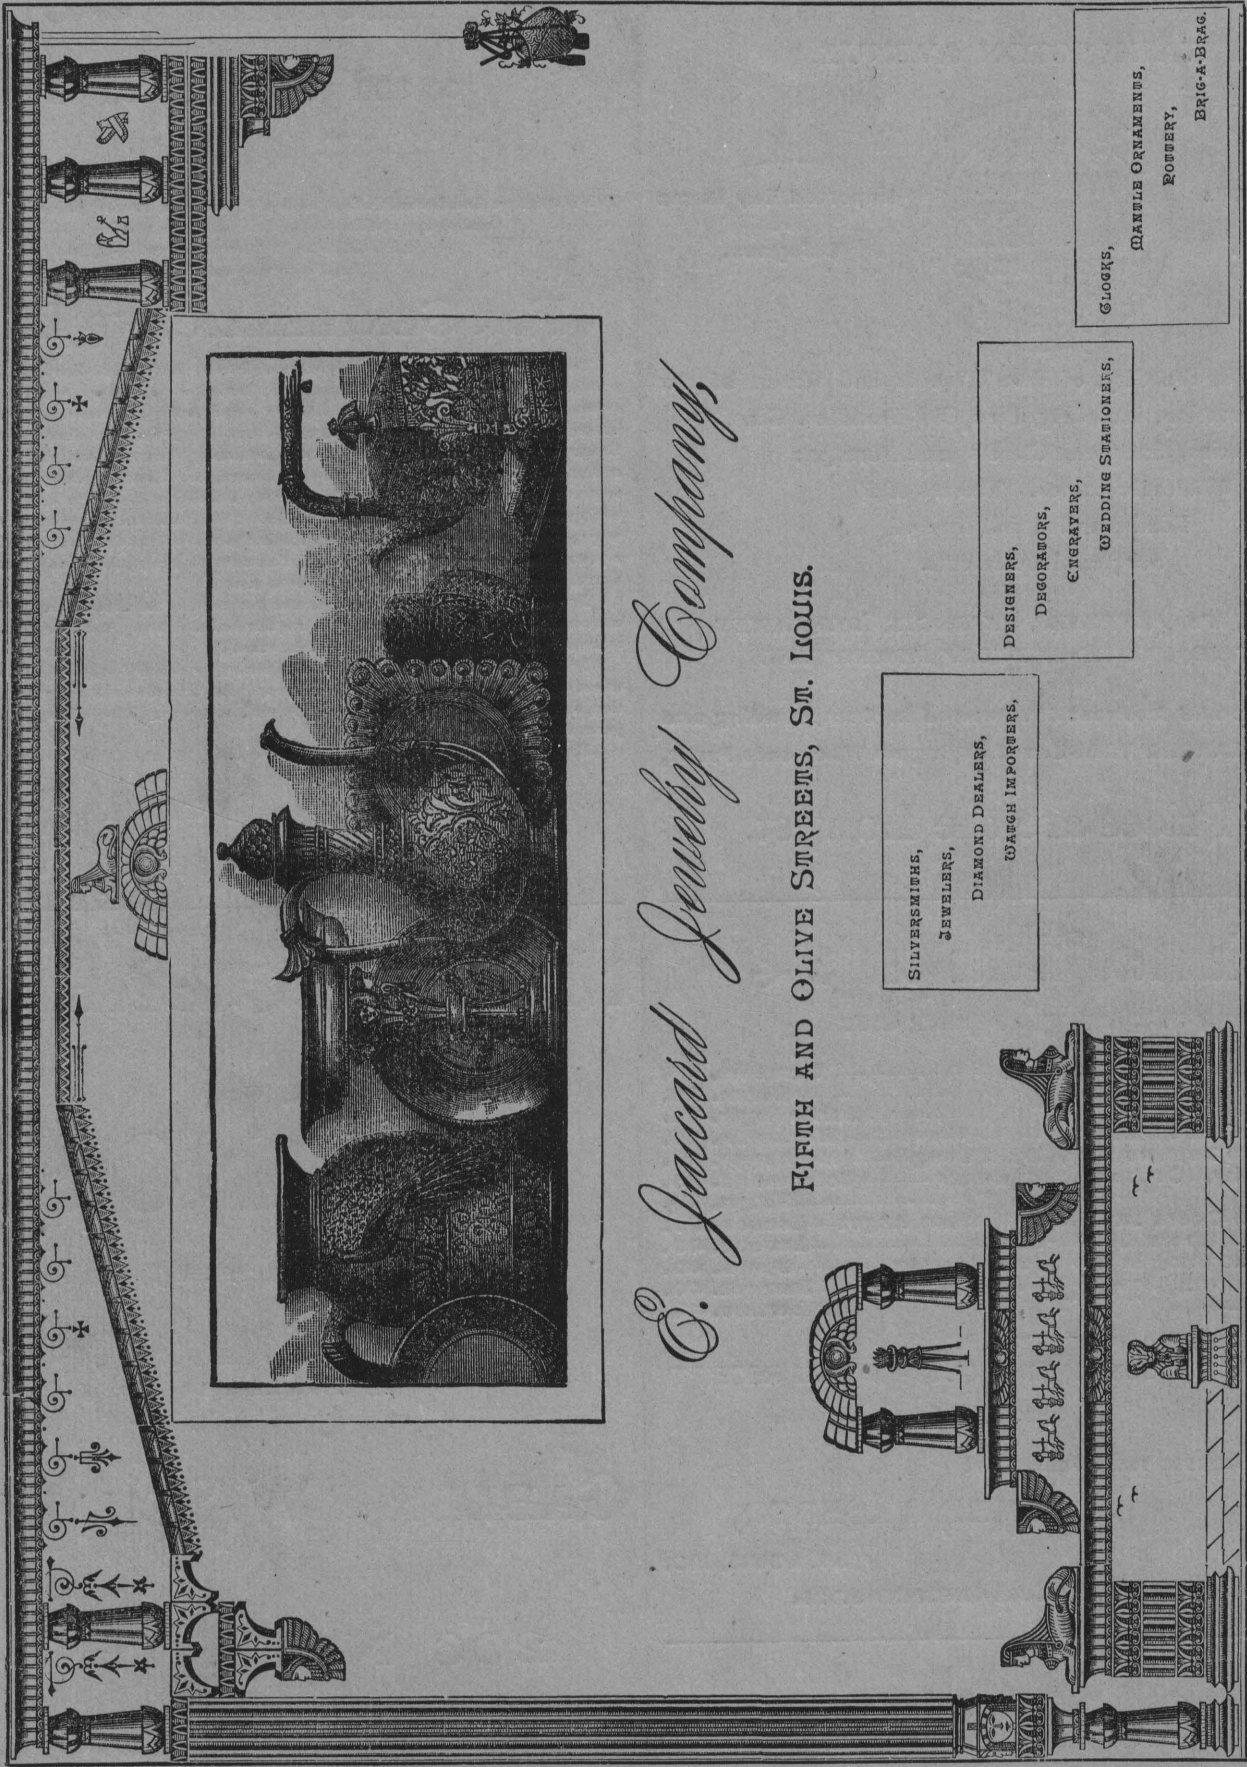 E. Jaccard Jewelry Company,
FIFTH AND OLIVE STREETS, ST. LOUIS.
SILVERSMITHS,
JEWELERS,
DIAMOND DEALERS,
WATCH IMPORTERS,
DESIGNERS,
DECORATORS,
ENGRAVERS,
WEDDING STATIONERS,
CLOCKS,
MANTLE ORNAMENTS,
POTTERY,
BRIC-A-BRAC.